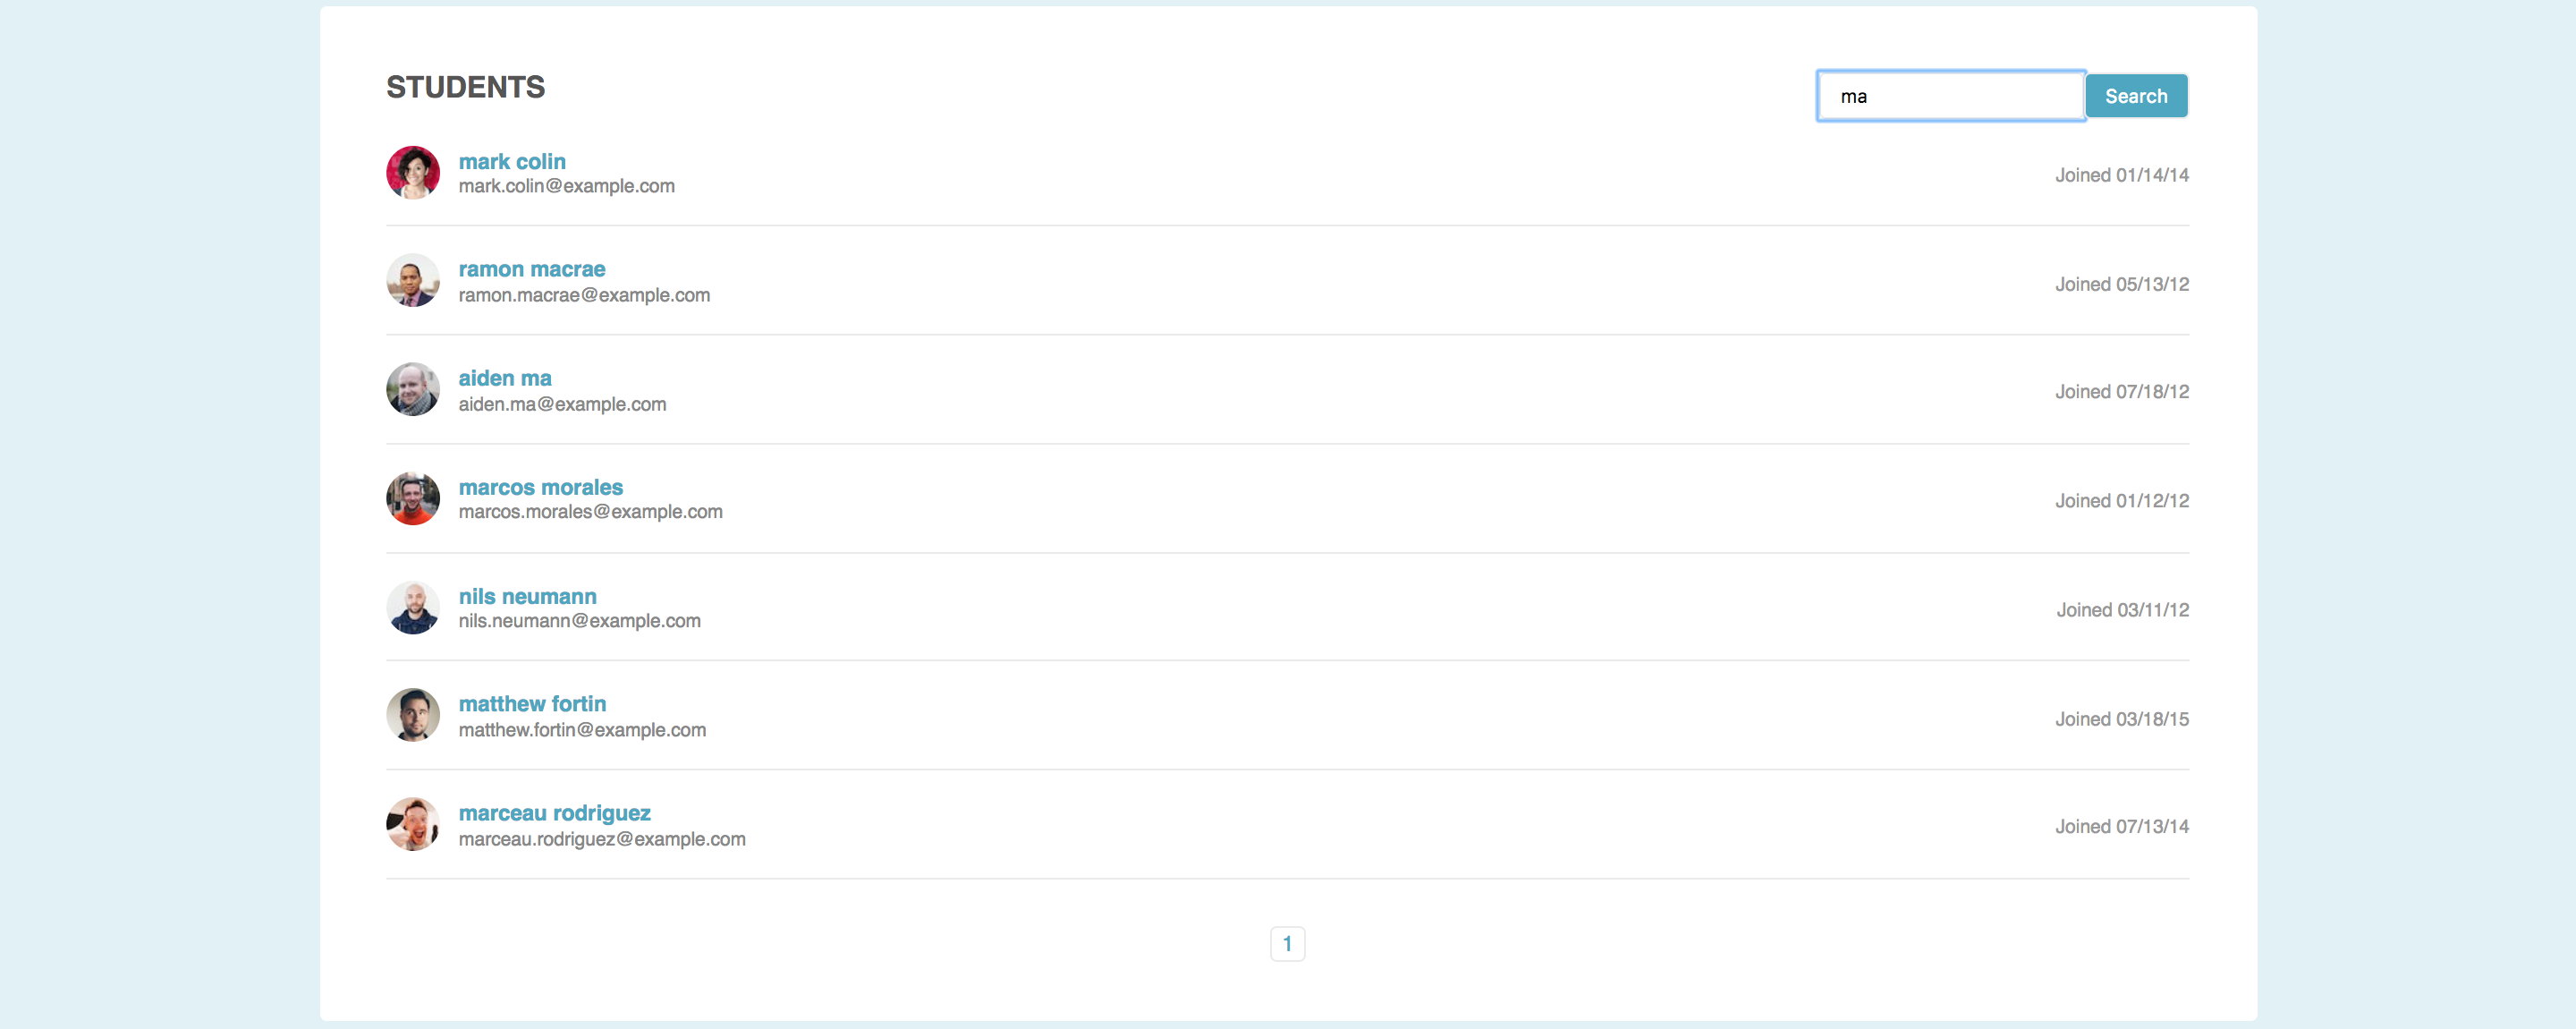 STUDENTS
ma
Search
mark colin
mark.colin@example.com
Joined 01/14/14
ramon macrae
ramon.macrae@example.com
Joined 05/13/12
aiden ma
aiden.ma@example.com
Joined 07/18/12
marcos morales
marcos.morales@example.com
Joined 01/12/12
nils neumann
nils.neumann@example.com
Joined 03/11/12
matthew fortin
matthew.fortin@example.com
Joined 03/18/15
marceau rodriguez
marceau.rodriguez@example.com
Joined 07/13/14
1